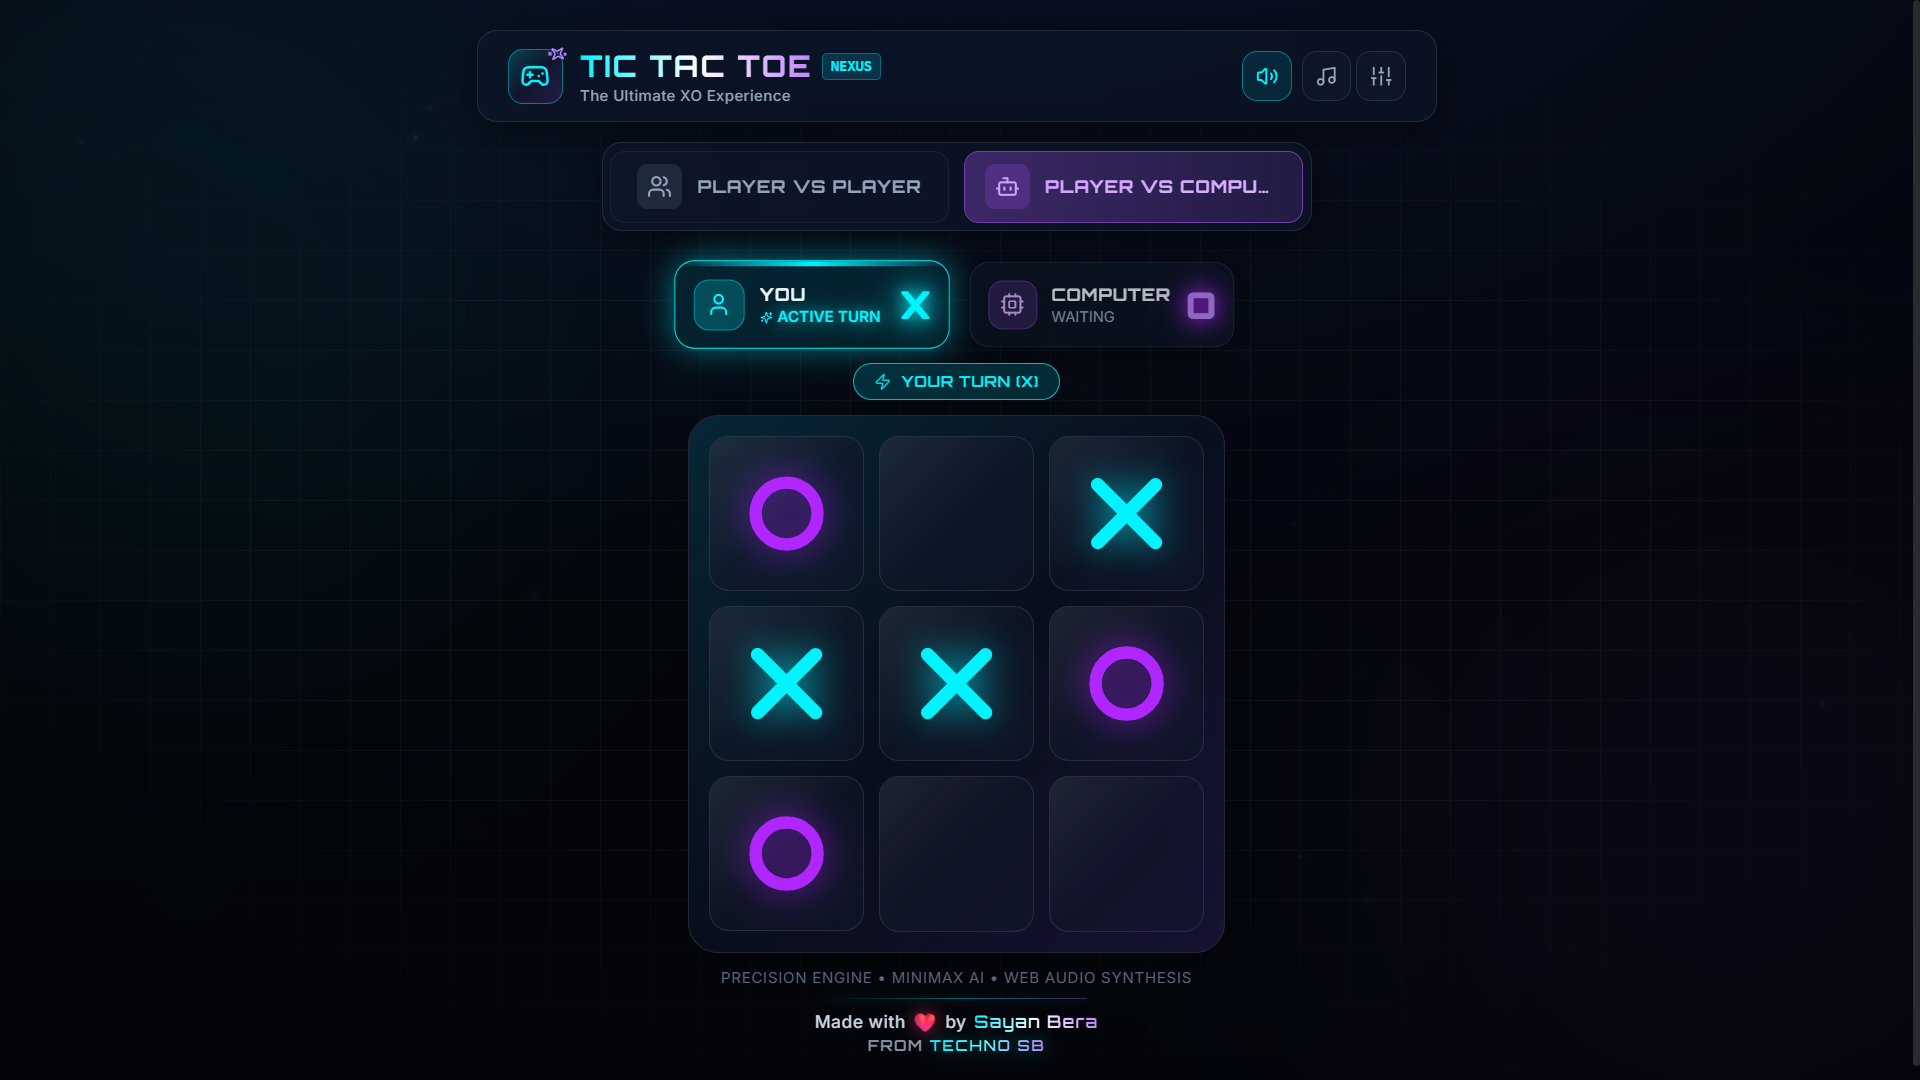 TIC TAC TOE NEXUS
The Ultimate XO Experience
PLAYER VS PLAYER
PLAYER VS COMPU…
YOU
ACTIVE TURN
X
COMPUTER
WAITING
O
YOUR TURN (X)
O X
X X O
O
PRECISION ENGINE • MINIMAX AI • WEB AUDIO SYNTHESIS
Made with ❤️ by Sayan Bera
FROM TECHNO SB